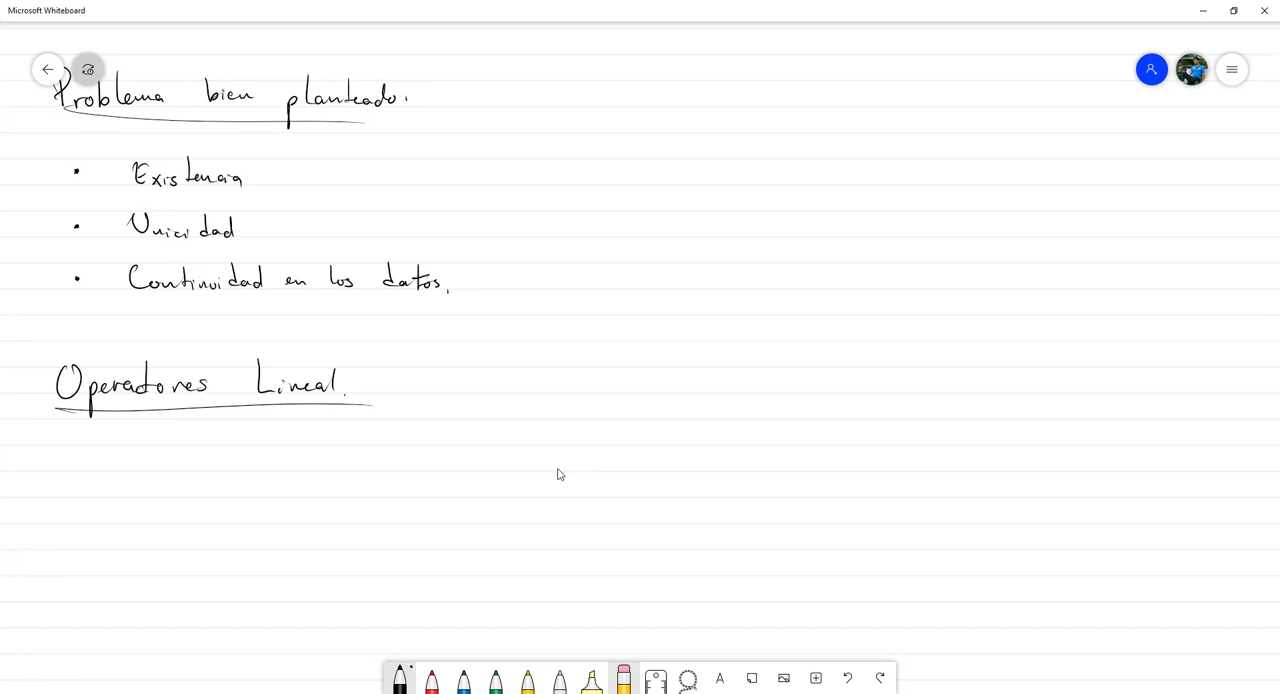 Microsoft Whiteboard
Problema bien planteado.
• Existencia
• Unicidad
• Continuidad en los datos.
Operadores Lineal.
A